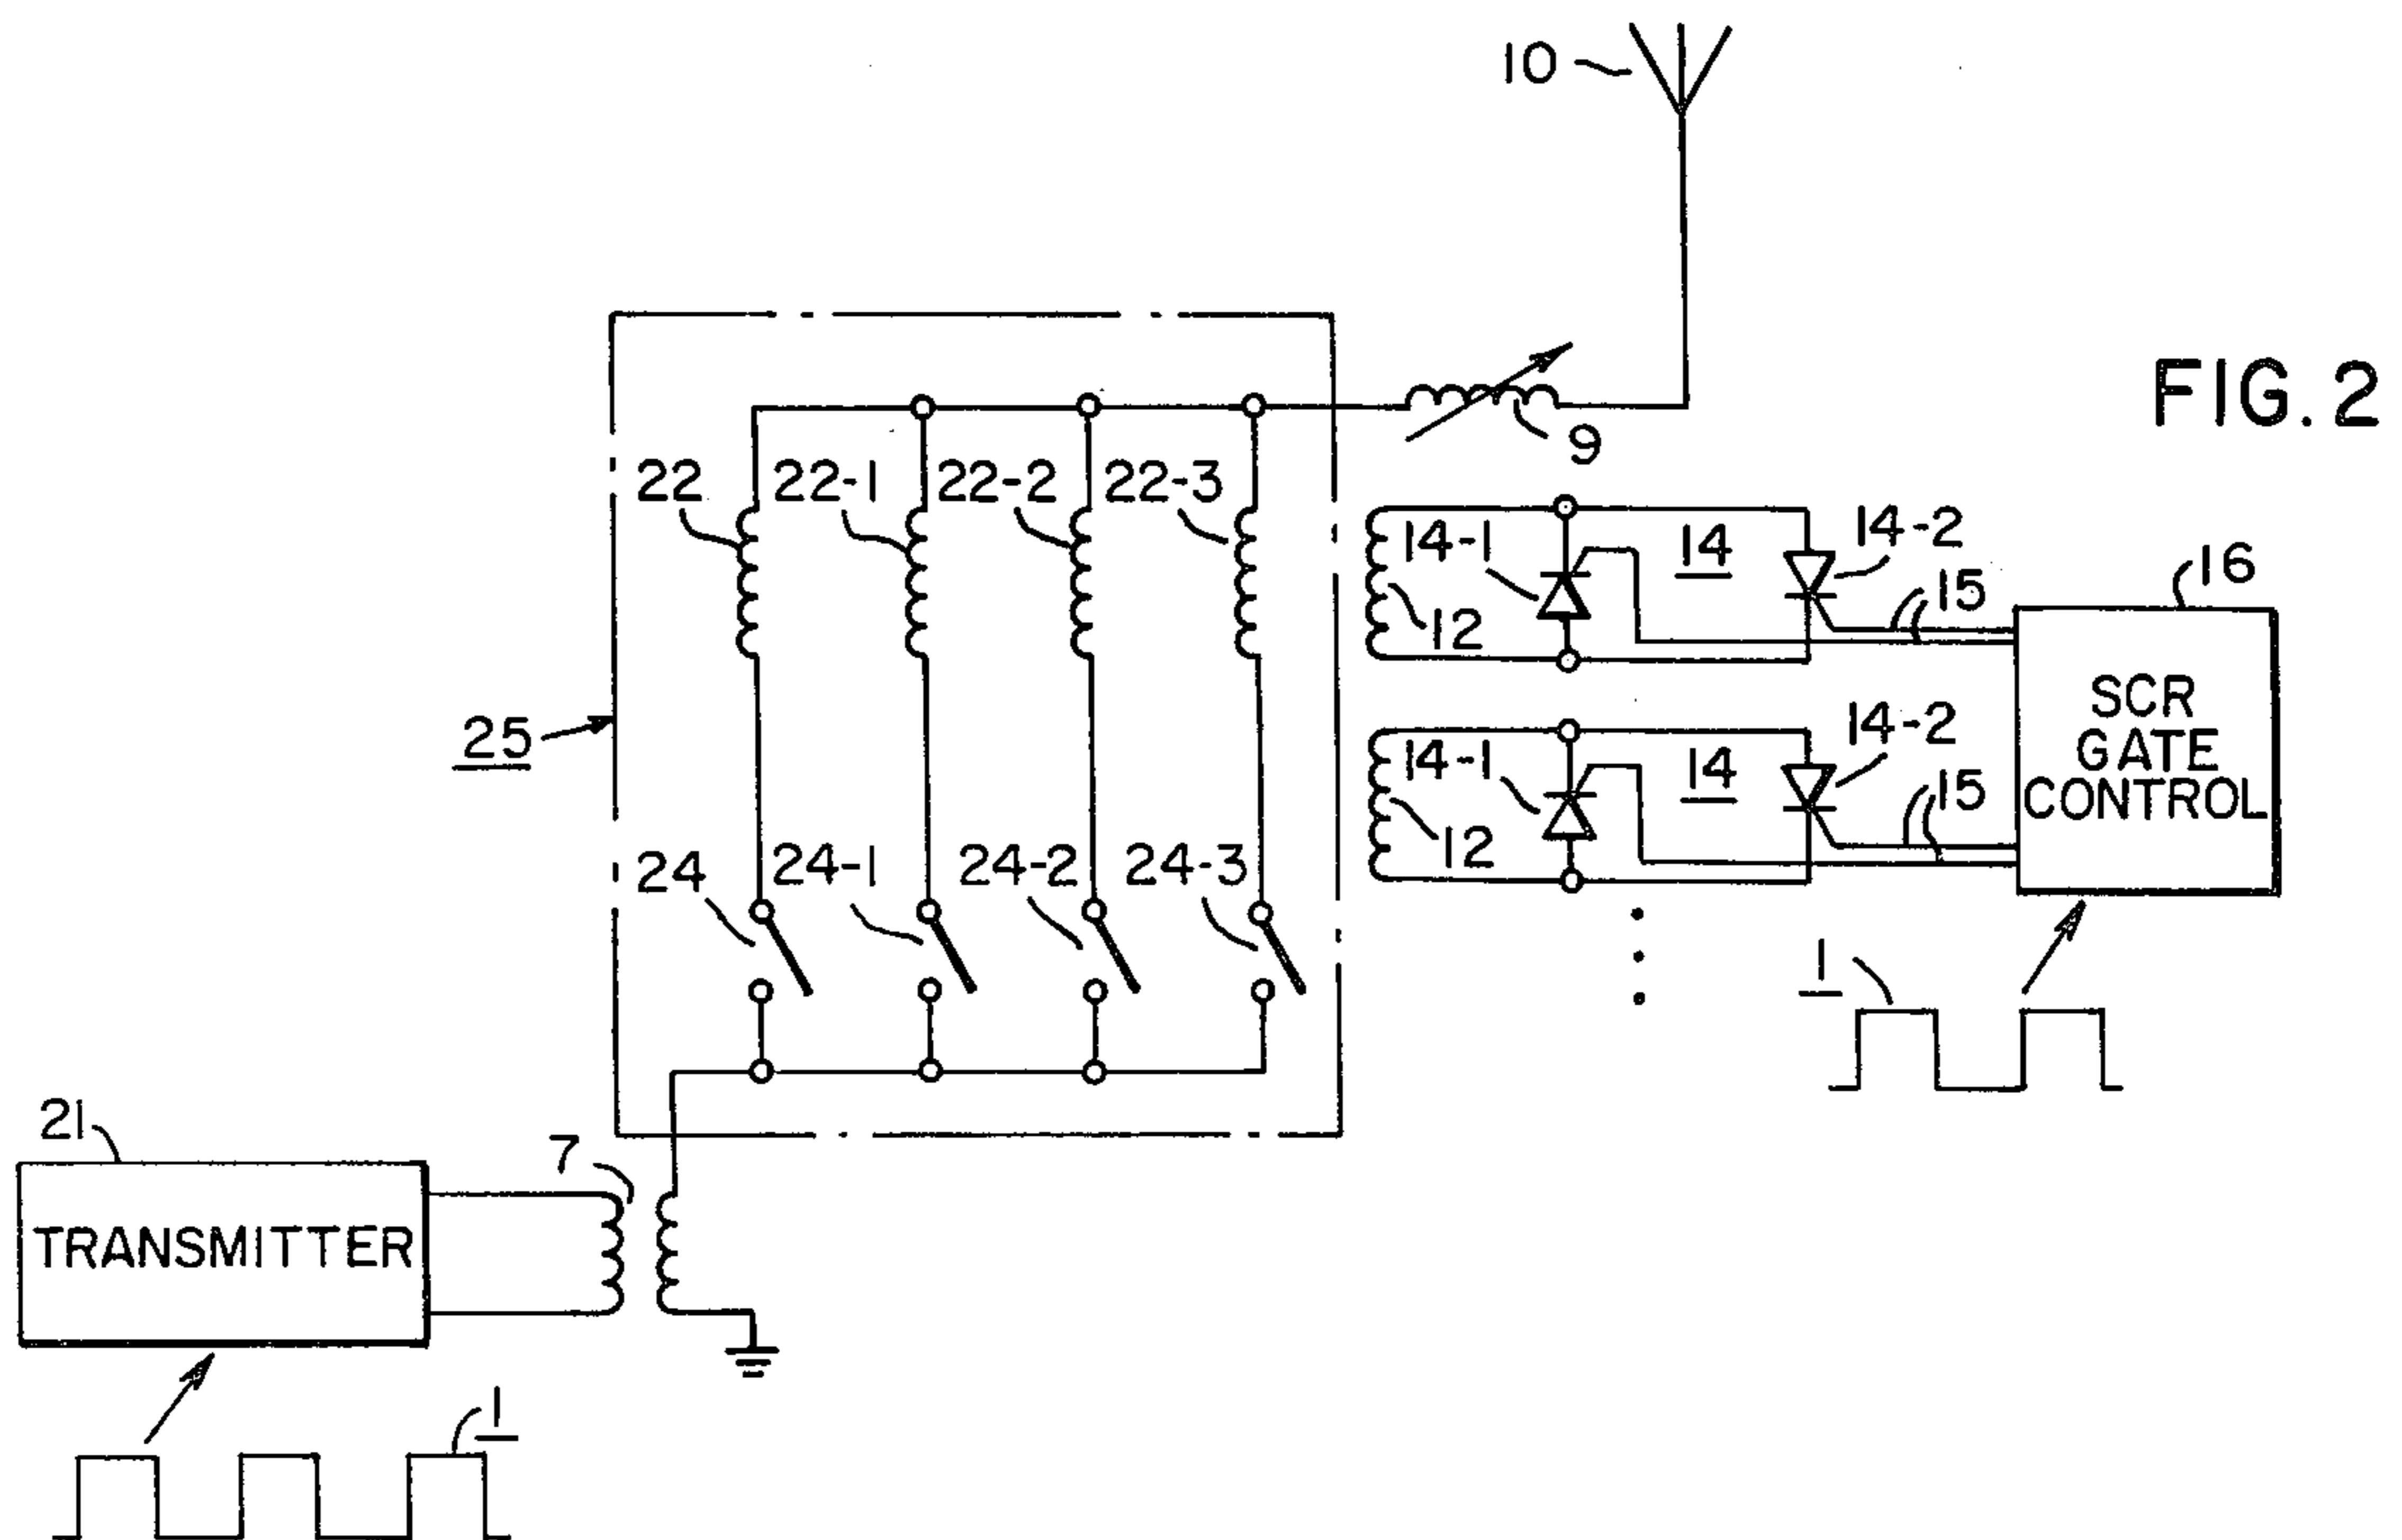 10
FIG. 2
9
22 22-1 22-2 22-3
14-1 14 14-2
12 15 16
SCR
GATE
CONTROL
25
14-1 14 14-2
12 15
24 24-1 24-2 24-3
1
21
7
TRANSMITTER
1